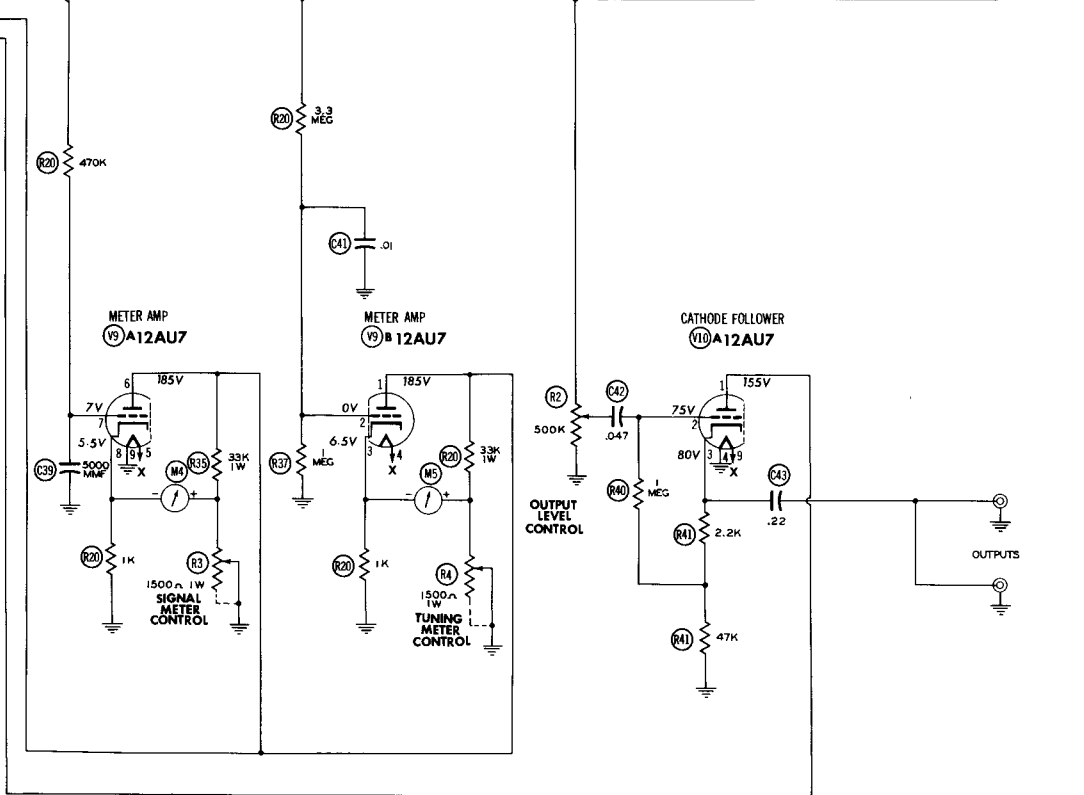 R20 470K
R20 3.3 MEG
C41 .01
METER AMP
V9 A 12AU7
METER AMP
V9 B 12AU7
CATHODE FOLLOWER
V10 A 12AU7
6 185V
7V
7
5.5V
8 9 5
X
C39 5000 MMF
R35 33K 1W
M4
- +
R20 1K
R3
1500Ω 1W
SIGNAL
METER
CONTROL
1 185V
0V
2
6.5V
3 4
X
R37 1 MEG
R20 33K 1W
M5
- +
R20 1K
R4
1500Ω
1W
TUNING
METER
CONTROL
R2
500K
C42
.047
OUTPUT
LEVEL
CONTROL
1 155V
75V
2
80V
3 4 9
X
R40 1 MEG
C43
.22
R41 2.2K
R41 47K
OUTPUTS